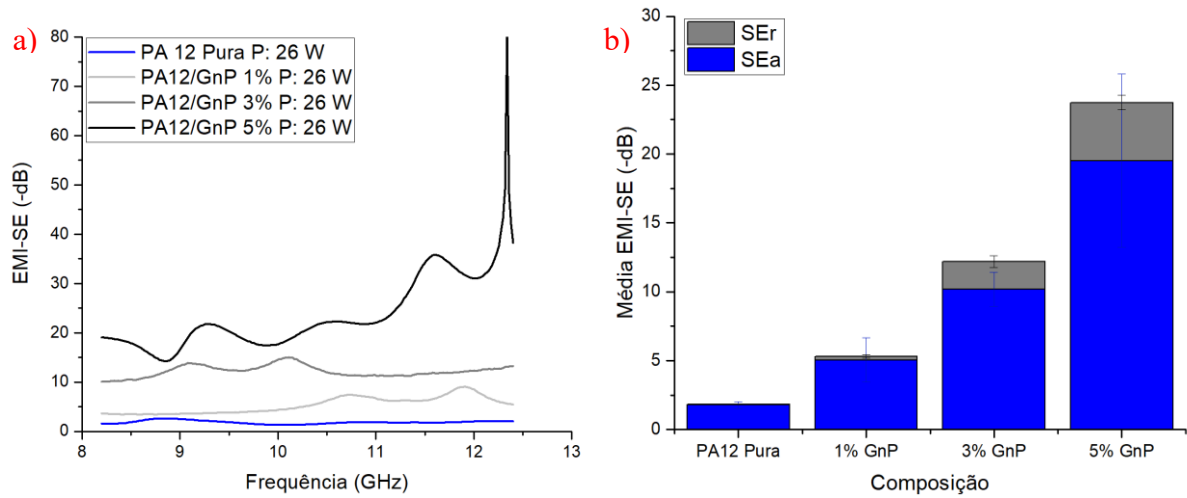 a)
80
70
60
50
40
30
20
10
0
EMI-SE (-dB)
PA 12 Pura P: 26 W
PA12/GnP 1% P: 26 W
PA12/GnP 3% P: 26 W
PA12/GnP 5% P: 26 W
8 9 10 11 12 13
Frequência (GHz)
b)
30
25
20
15
10
5
0
Média EMI-SE (-dB)
SEr
SEa
PA12 Pura 1% GnP 3% GnP 5% GnP
Composição